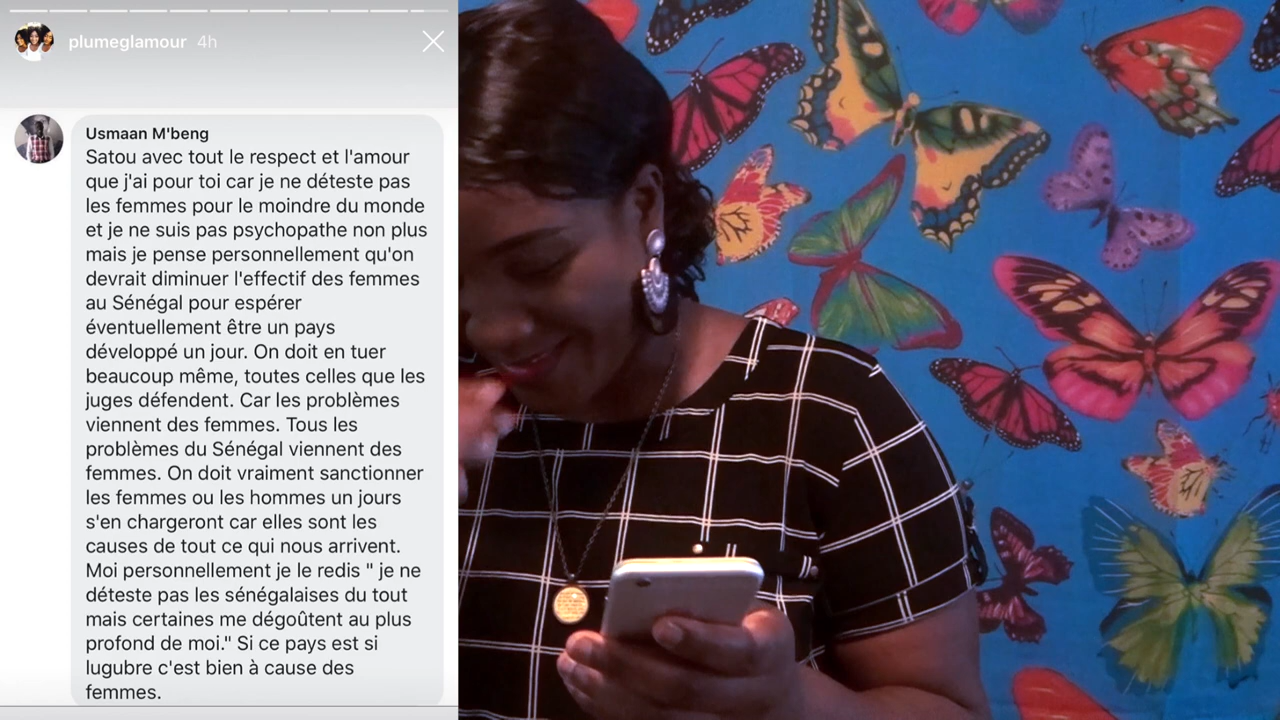 plumeglamour 4h
Usmaan M'beng
Satou avec tout le respect et l'amour
que j'ai pour toi car je ne déteste pas
les femmes pour le moindre du monde
et je ne suis pas psychopathe non plus
mais je pense personnellement qu'on
devrait diminuer l'effectif des femmes
au Sénégal pour espérer
éventuellement être un pays
développé un jour. On doit en tuer
beaucoup même, toutes celles que les
juges défendent. Car les problèmes
viennent des femmes. Tous les
problèmes du Sénégal viennent des
femmes. On doit vraiment sanctionner
les femmes ou les hommes un jours
s'en chargeront car elles sont les
causes de tout ce qui nous arrivent.
Moi personnellement je le redis " je ne
déteste pas les sénégalaises du tout
mais certaines me dégoûtent au plus
profond de moi." Si ce pays est si
lugubre c'est bien à cause des
femmes.